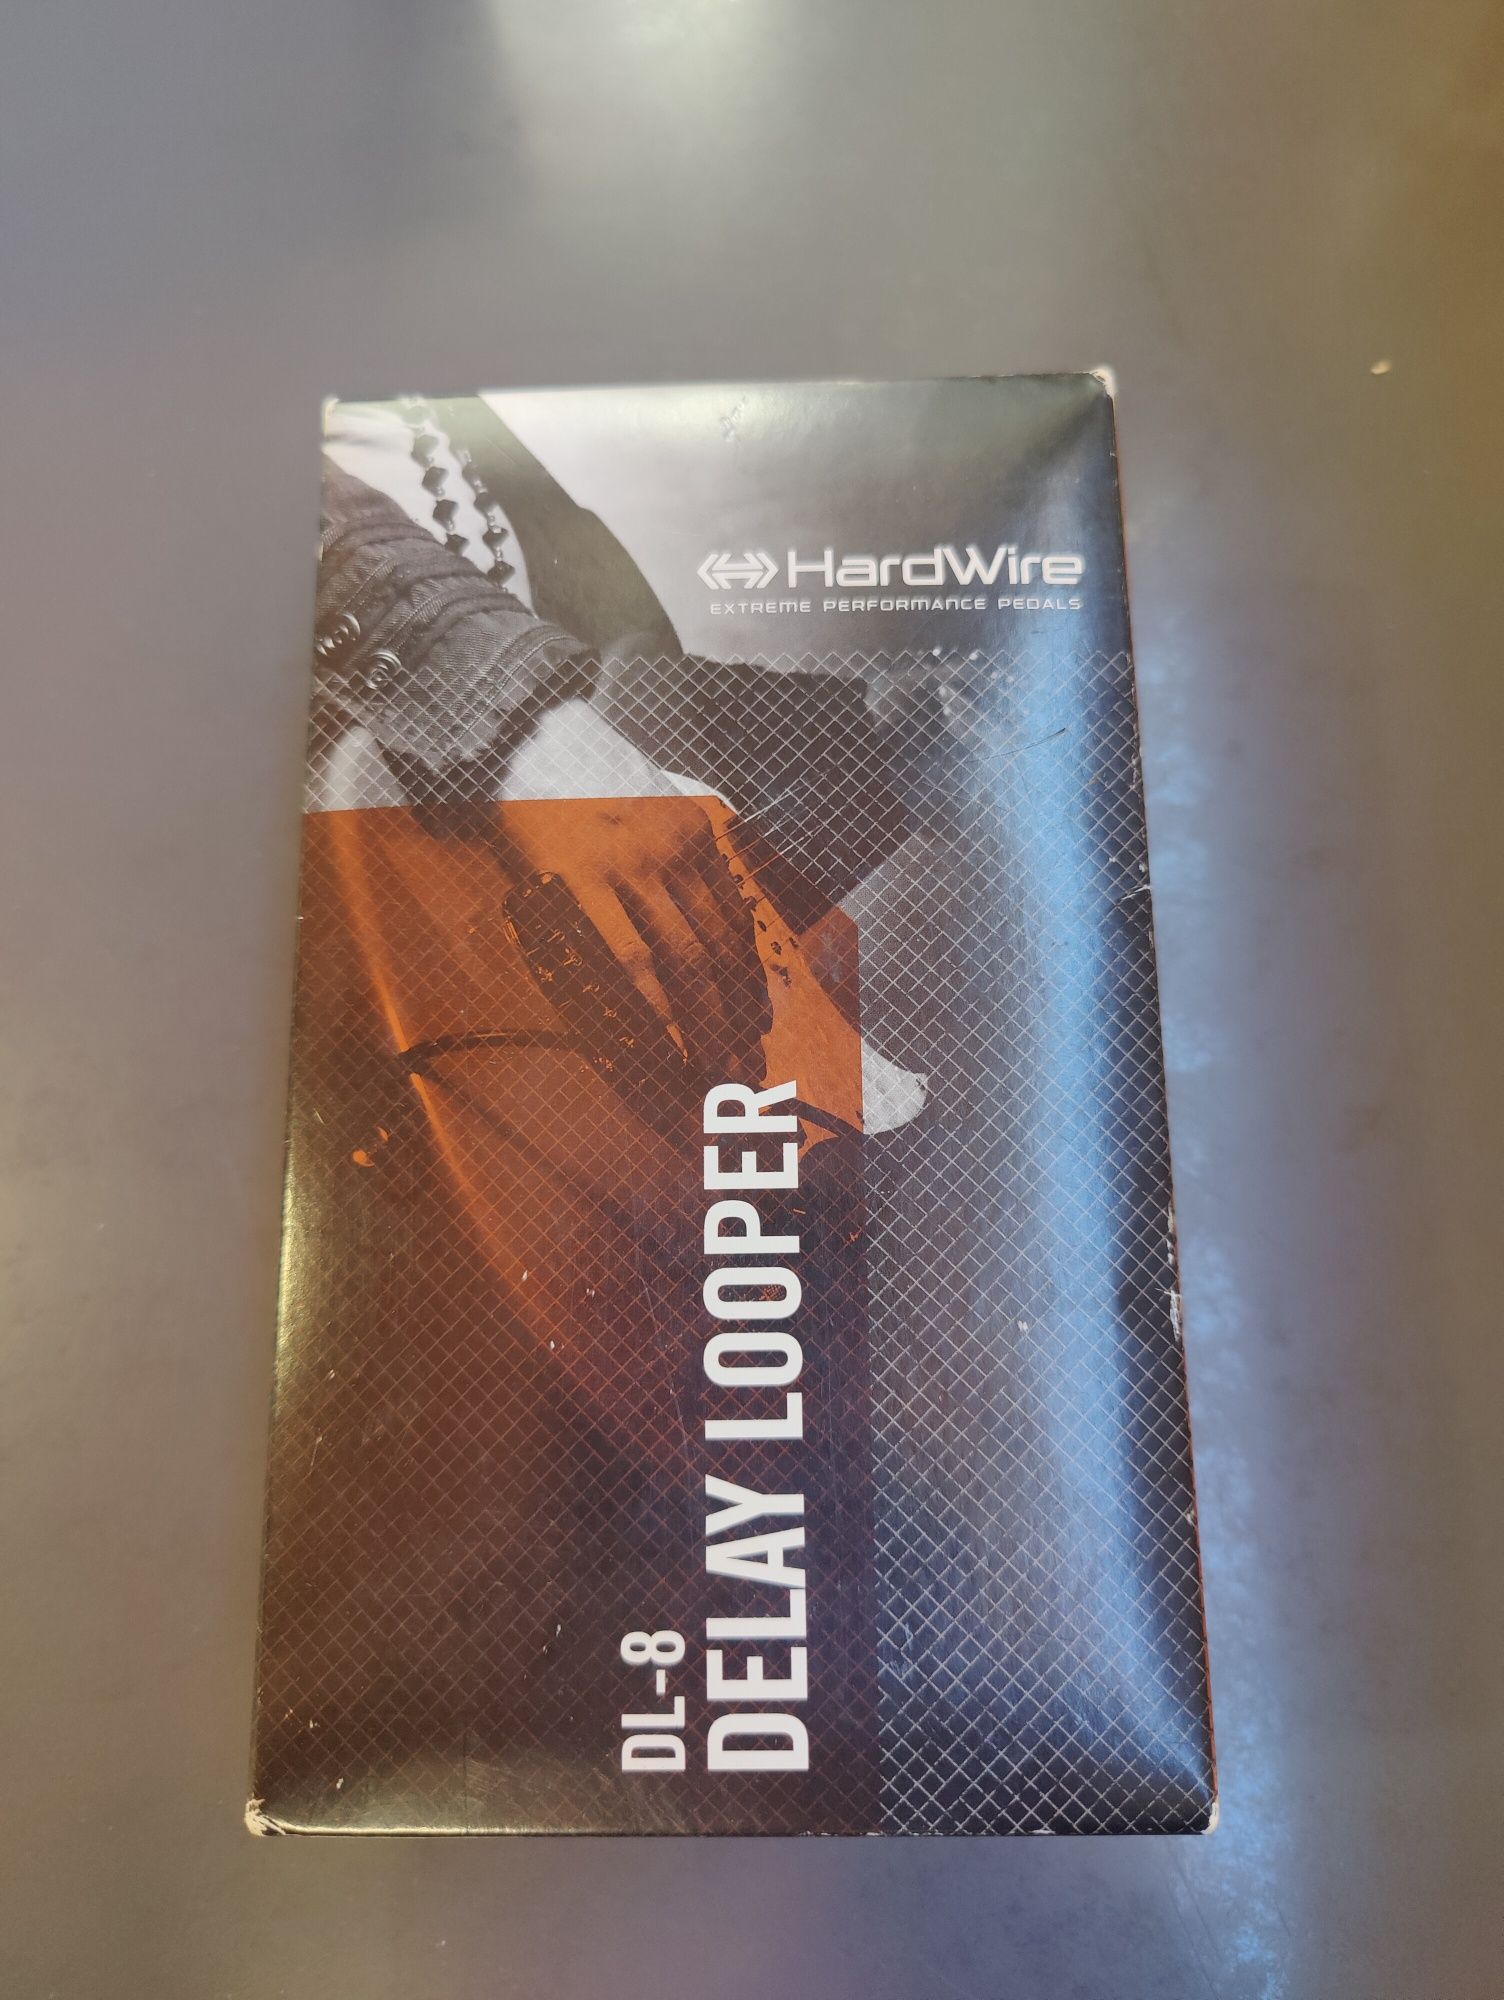 HardWire
EXTREME PERFORMANCE PEDALS
DL-8
DELAY LOOPER